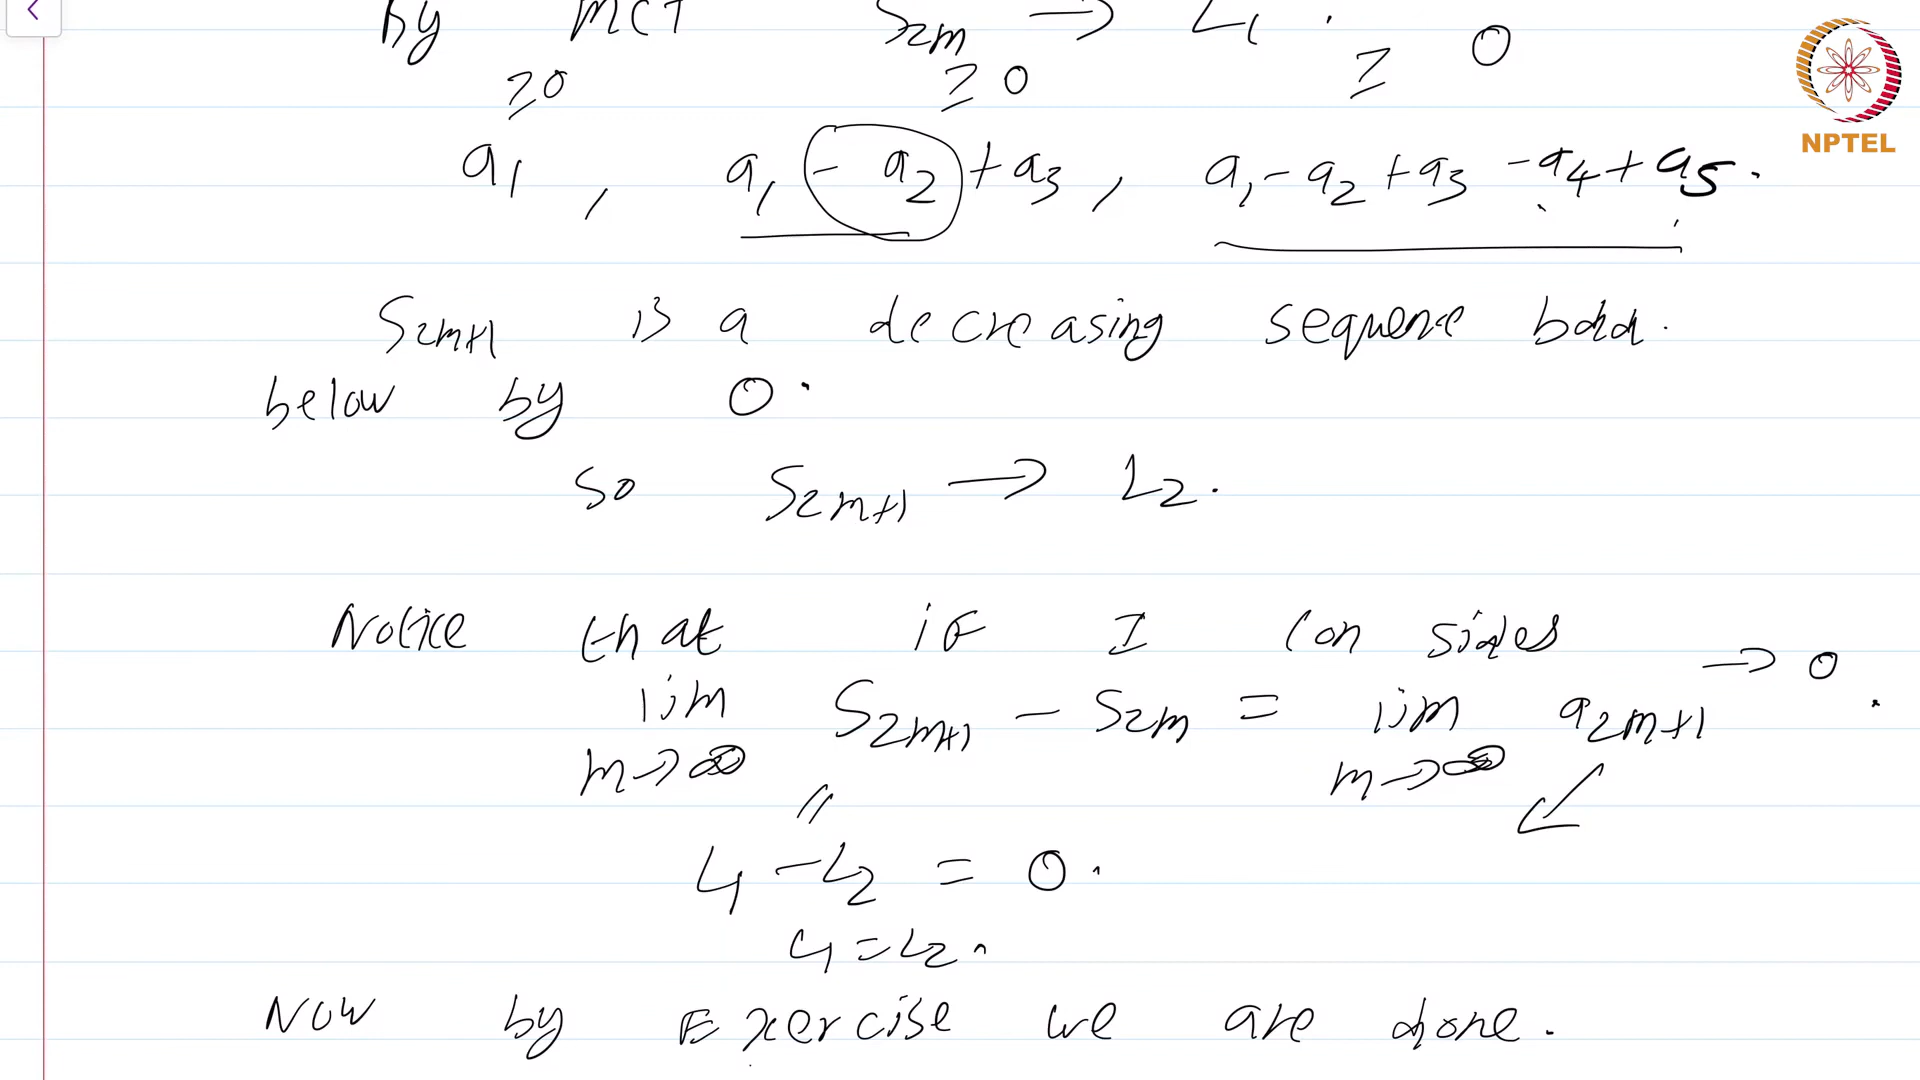 By MCT S2m → L1 .
≥0 ≥0 ≥ 0
NPTEL
a1 , a1 - a2 + a3 , a1 - a2 + a3 - a4 + a5 .
S2m+1 is a decreasing sequence bdd.
below by 0.
so S2m+1 → L2.
Notice that if I consider
lim m→∞ S2m+1 - S2m = lim m→∞ a2m+1 → 0 .
"
L1 - L2 = 0.
L1 = L2.
Now by Exercise we are done.